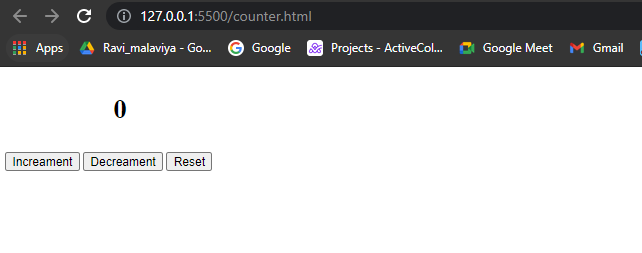 127.0.0.1:5500/counter.html
Apps Ravi_malaviya - Go... Google Projects - ActiveCol... Google Meet Gmail
0
Increament Decreament Reset